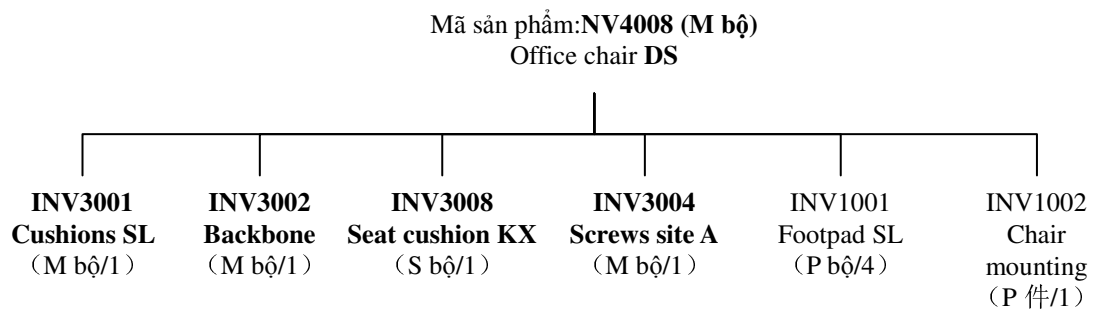 Mã sản phẩm:NV4008 (M bộ)
Office chair DS
INV3001
Cushions SL
（M bộ/1）
INV3002
Backbone
（M bộ/1）
INV3008
Seat cushion KX
（S bộ/1）
INV3004
Screws site A
（M bộ/1）
INV1001
Footpad SL
（P bộ/4）
INV1002
Chair
mounting
（P 件/1）